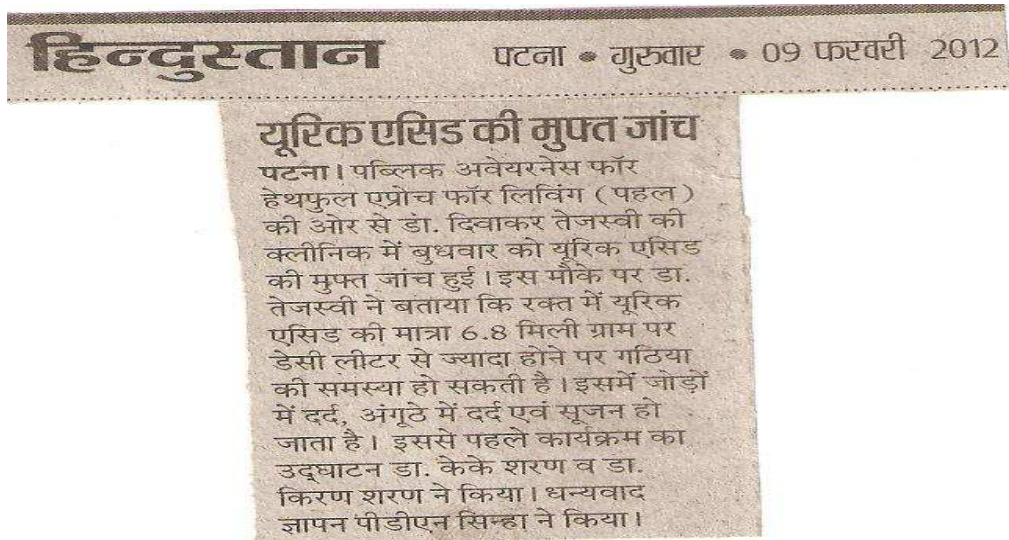 हिन्दुस्तान पटना • गुरुवार • 09 फरवरी 2012
यूरिक एसिड की मुफ्त जांच
पटना। पब्लिक अवेयरनेस फॉर
हेथफुल एप्रोच फॉर लिविंग (पहल)
की ओर से डां. दिवाकर तेजस्वी की
क्लीनिक में बुधवार को यूरिक एसिड
की मुफ्त जांच हुई। इस मौके पर डा.
तेजस्वी ने बताया कि रक्त में यूरिक
एसिड की मात्रा 6.8 मिली ग्राम पर
डेसी लीटर से ज्यादा होने पर गठिया
की समस्या हो सकती है। इसमें जोड़ों
में दर्द, अंगूठे में दर्द एवं सूजन हो
जाता है। इससे पहले कार्यक्रम का
उद्घाटन डा. केके शरण व डा.
किरण शरण ने किया। धन्यवाद
ज्ञापन पीडीएन सिन्हा ने किया।